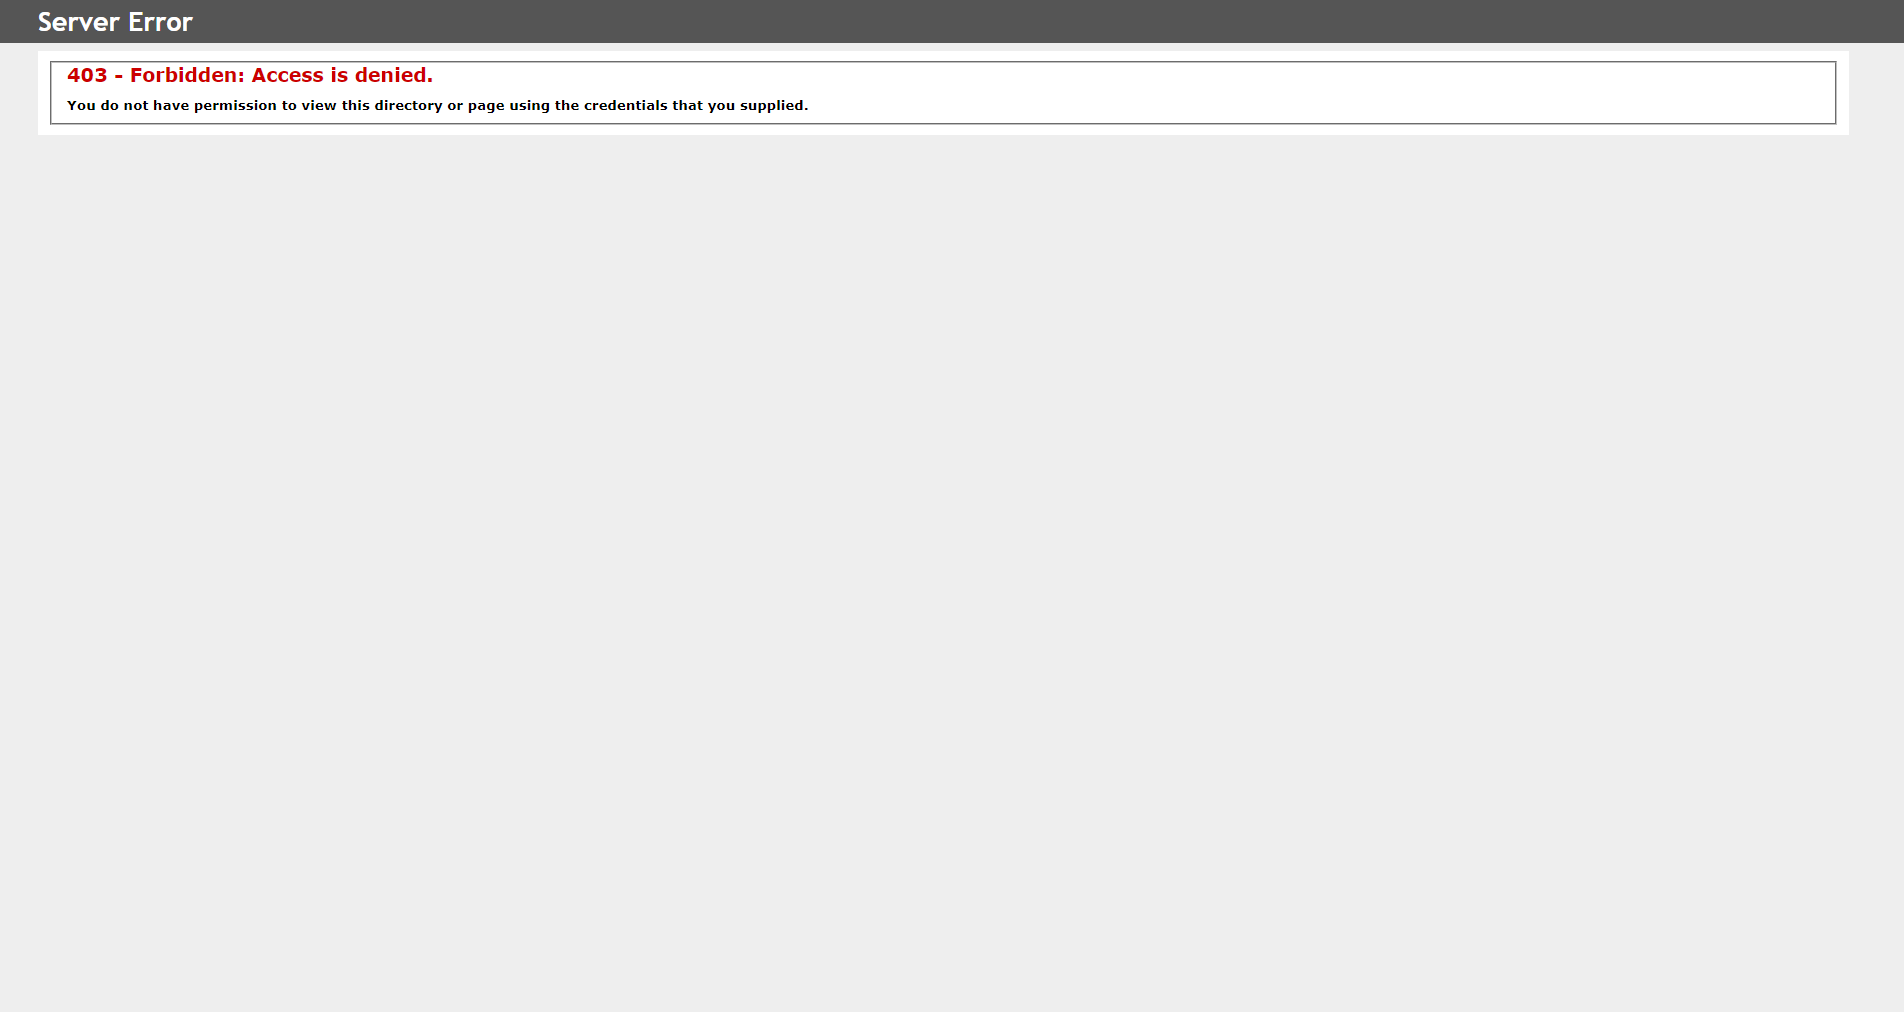 Server Error
403 - Forbidden: Access is denied.
You do not have permission to view this directory or page using the credentials that you supplied.